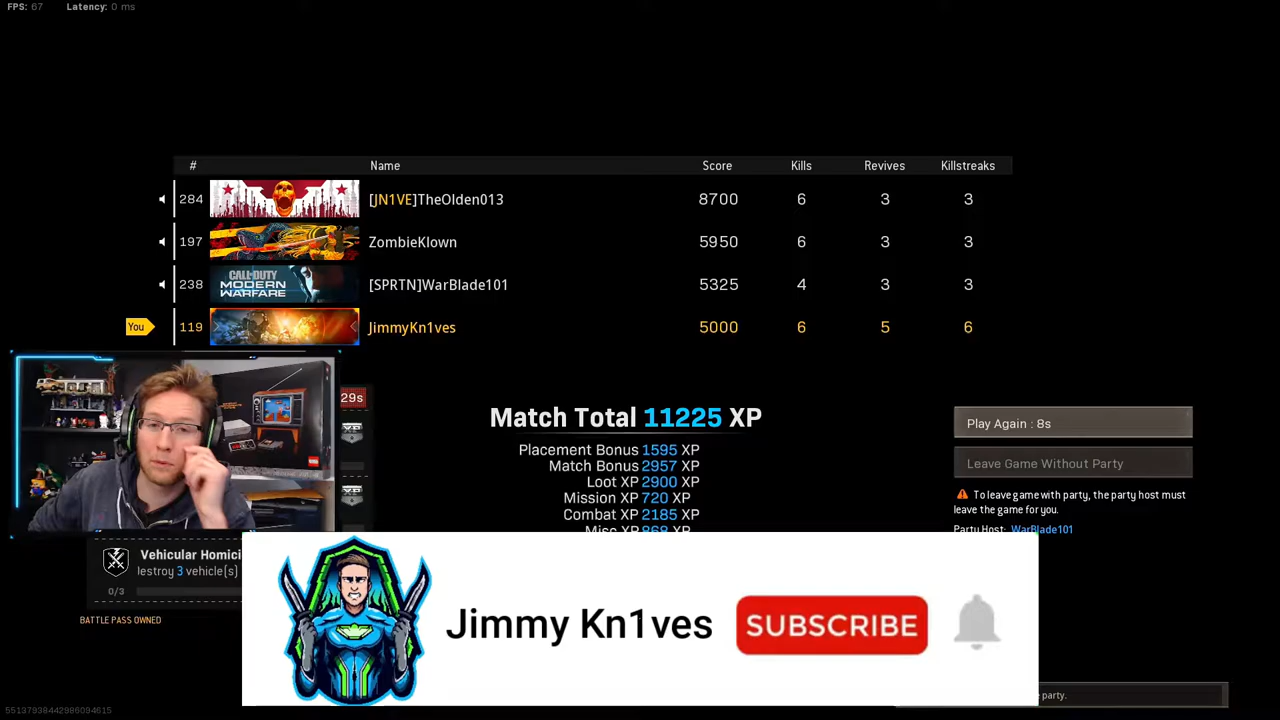 FPS: 67 Latency: 0 ms
# Name Score Kills Revives Killstreaks
284 [JN1VE]TheOlden013 8700 6 3 3
197 ZombieKlown 5950 6 3 3
CALL·DUTY
MODERN
WARFARE
238 [SPRTN]WarBlade101 5325 4 3 3
You 119 JimmyKn1ves 5000 6 5 6
29s
Match Total 11225 XP
Placement Bonus 1595 XP
Match Bonus 2957 XP
Loot XP 2900 XP
Mission XP 720 XP
Combat XP 2185 XP
Misc XP 868 XP
Play Again : 8s
Leave Game Without Party
To leave game with party, the party host must
leave the game for you.
Party Host: WarBlade101
Vehicular Homici
estroy 3 vehicle(s)
0/3
BATTLE PASS OWNED
Jimmy Kn1ves SUBSCRIBE
e party.